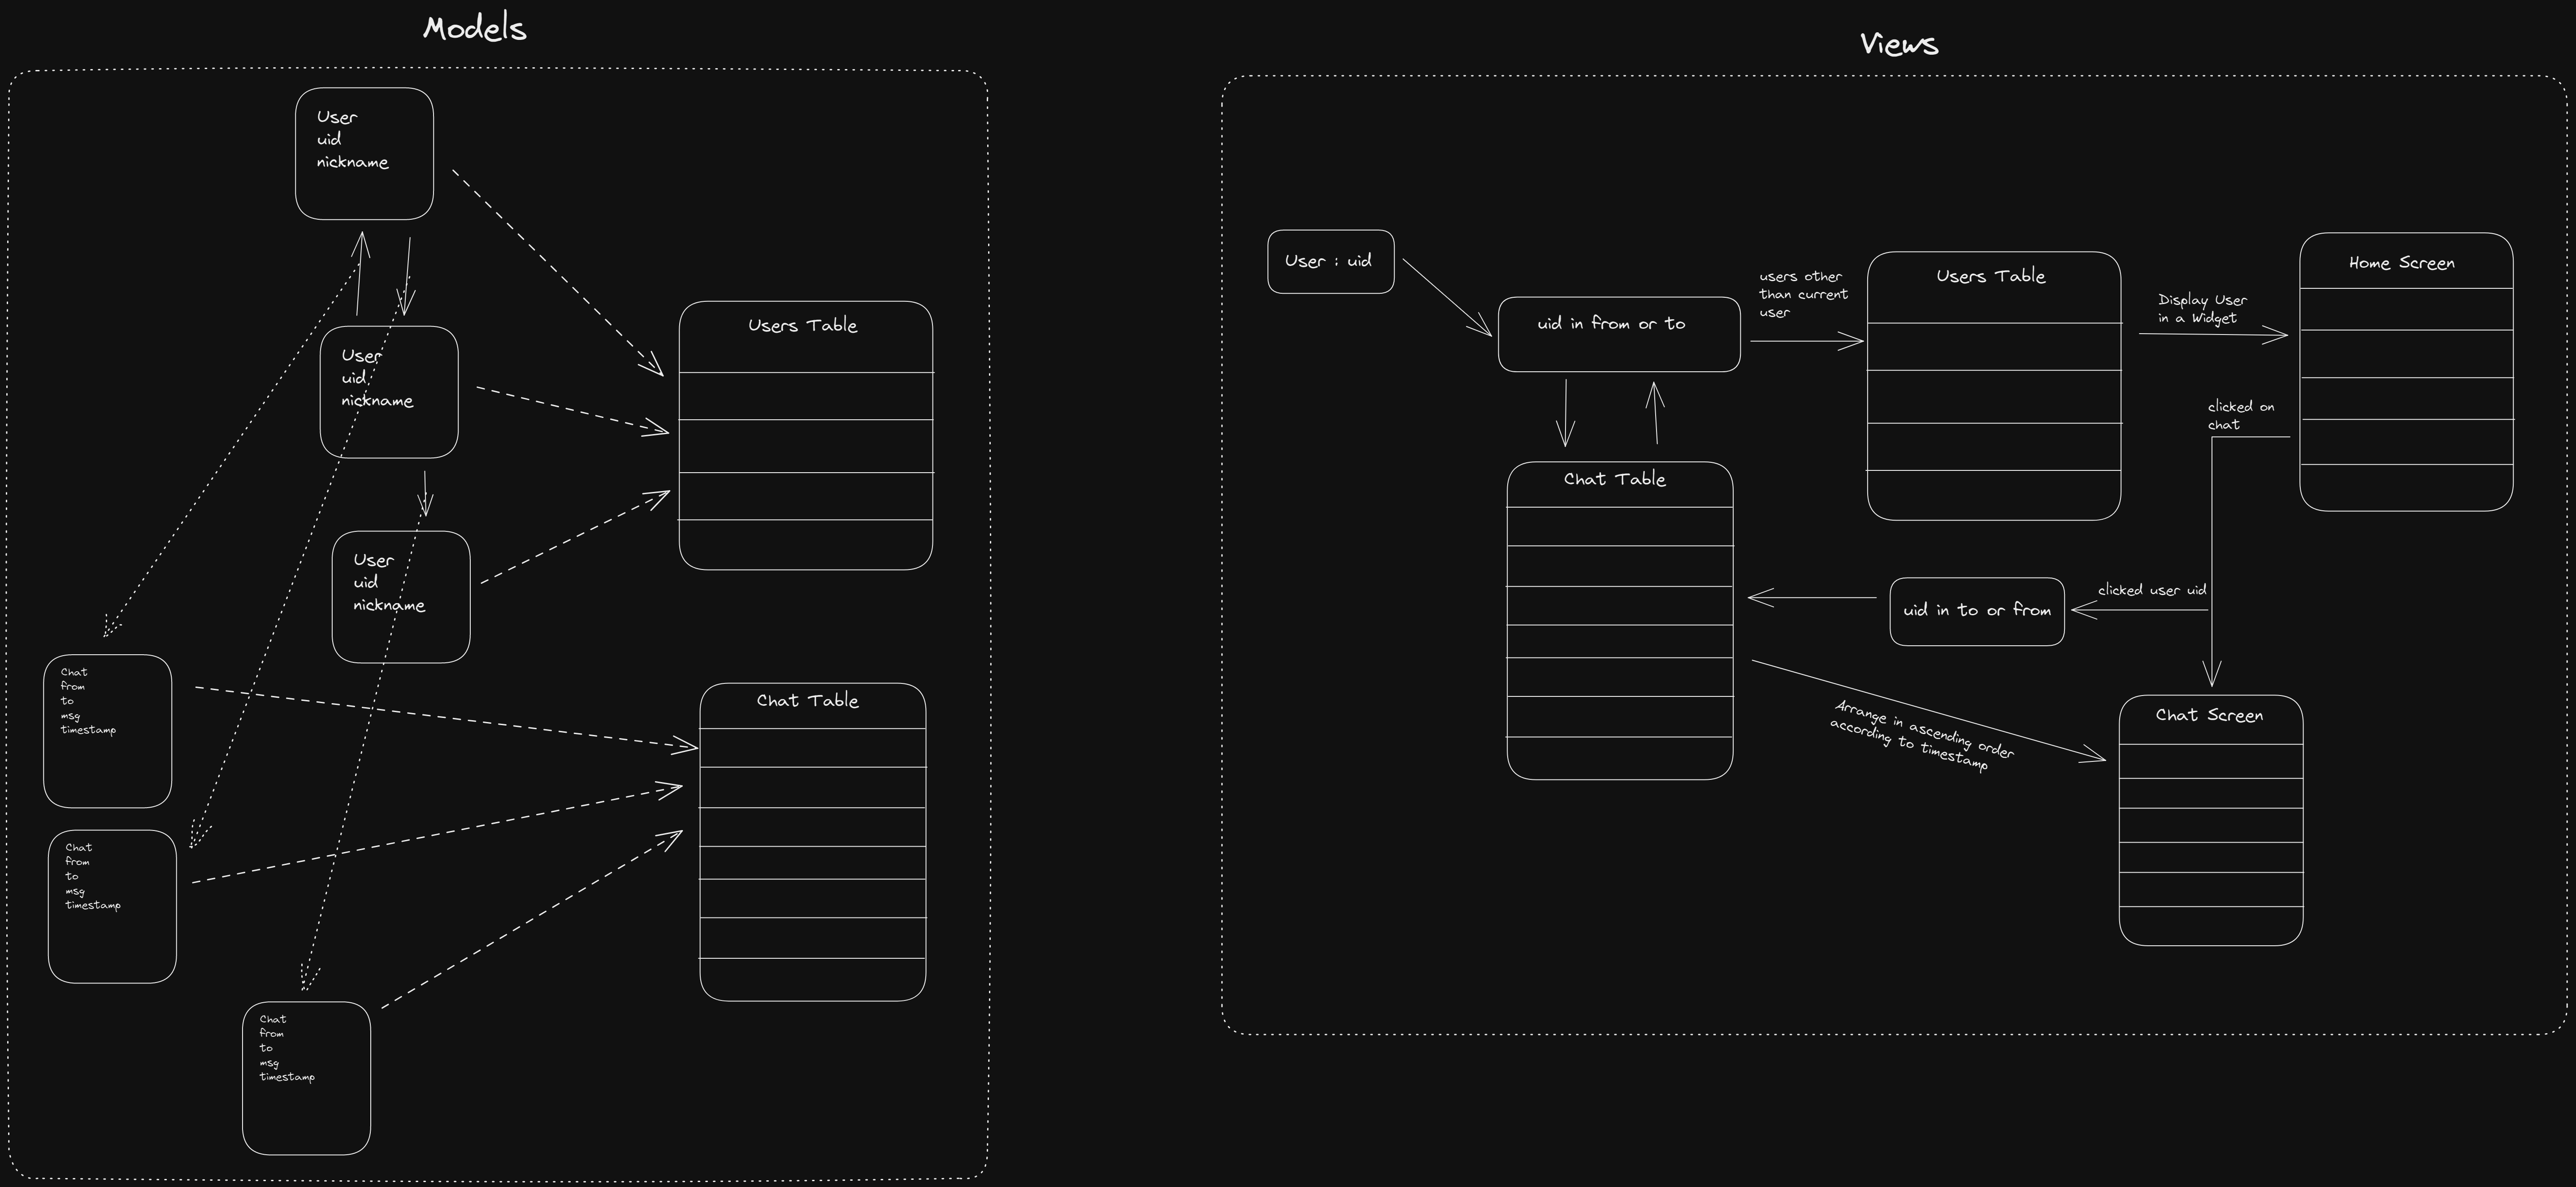 Models
User
uid
nickname
User
uid
nickname
User
uid
nickname
Users Table
Chat
from
to
msg
timestamp
Chat
from
to
msg
timestamp
Chat
from
to
msg
timestamp
Chat Table
Views
User : uid
uid in from or to
users other
than current
user
Users Table
Display User
in a Widget
Home Screen
clicked on
chat
Chat Table
clicked user uid
uid in to or from
Arrange in ascending order
according to timestamp
Chat Screen